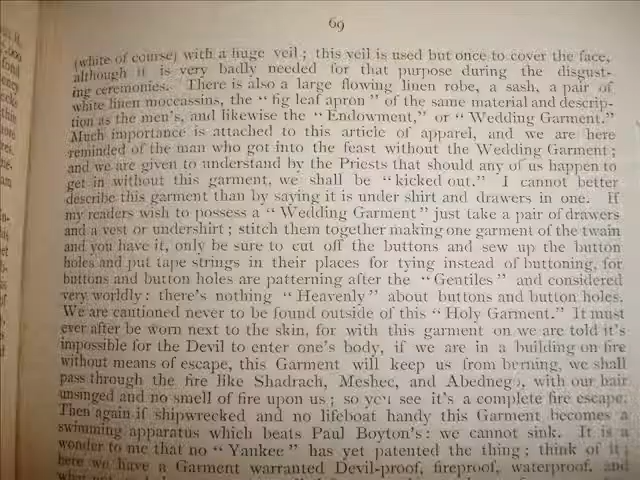 69
(white of course) with a huge veil ; this veil is used but once to cover the face,
although it is very badly needed for that purpose during the disgust-
ing ceremonies. There is also a large flowing linen robe, a sash, a pair of
white linen moccassins, the “ fig leaf apron ” of the same material and descrip-
tion as the men's, and likewise the “ Endowment,” or “ Wedding Garment.”
Much importance is attached to this article of apparel, and we are here
reminded of the man who got into the feast without the Wedding Garment ;
and we are given to understand by the Priests that should any of us happen to
get in without this garment, we shall be “ kicked out.” I cannot better
describe this garment than by saying it is under shirt and drawers in one. If
my readers wish to possess a “ Wedding Garment ” just take a pair of drawers
and a vest or undershirt ; stitch them together making one garment of the twain
and you have it, only be sure to cut off the buttons and sew up the button
holes and put tape strings in their places for tying instead of buttoning, for
buttons and button holes are patterning after the “ Gentiles ” and considered
very worldly : there's nothing “ Heavenly ” about buttons and button holes.
We are cautioned never to be found outside of this “ Holy Garment.” It must
ever after be worn next to the skin, for with this garment on we are told it's
impossible for the Devil to enter one's body, if we are in a building on fire
without means of escape, this Garment will keep us from berning, we shall
pass through the fire like Shadrach, Meshec, and Abednego, with our hair
unsinged and no smell of fire upon us ; so you see it's a complete fire escape.
Then again if shipwrecked and no lifeboat handy this Garment becomes a
swimming apparatus which beats Paul Boyton's : we cannot sink. It is a
wonder to me that no “ Yankee ” has yet patented the thing ; think of it ;
here we have a Garment warranted Devil-proof, fireproof, waterproof, and